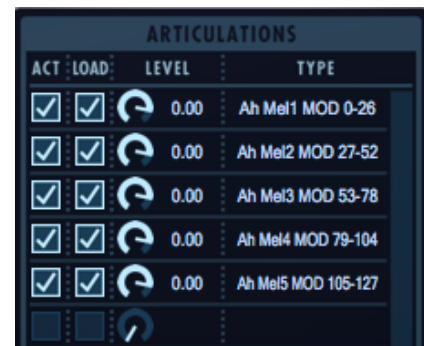 ARTICULATIONS
ACT LOAD LEVEL TYPE
0.00 Ah Mel1 MOD 0-26
0.00 Ah Mel2 MOD 27-52
0.00 Ah Mel3 MOD 53-78
0.00 Ah Mel4 MOD 79-104
0.00 Ah Mel5 MOD 105-127